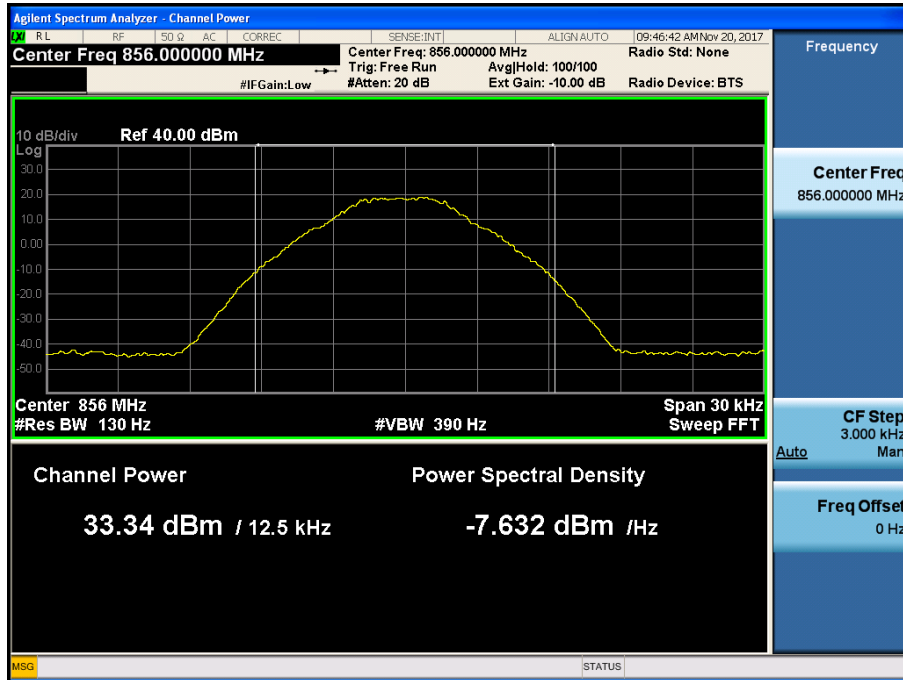 Agilent Spectrum Analyzer - Channel Power
LXI RL RF 50 Ω AC CORREC SENSE:INT ALIGN AUTO 09:46:42 AM Nov 20, 2017
Center Freq 856.000000 MHz
Center Freq: 856.000000 MHz Radio Std: None
Trig: Free Run Avg|Hold: 100/100
#IFGain:Low #Atten: 20 dB Ext Gain: -10.00 dB Radio Device: BTS
10 dB/div Ref 40.00 dBm
Log
30.0
20.0
10.0
0.00
-10.0
-20.0
-30.0
-40.0
-50.0
Center 856 MHz Span 30 kHz
#Res BW 130 Hz #VBW 390 Hz Sweep FFT
Channel Power Power Spectral Density
33.34 dBm / 12.5 kHz -7.632 dBm /Hz
MSG STATUS
Frequency
Center Freq
856.000000 MHz
CF Step
3.000 kHz
Auto Man
Freq Offset
0 Hz